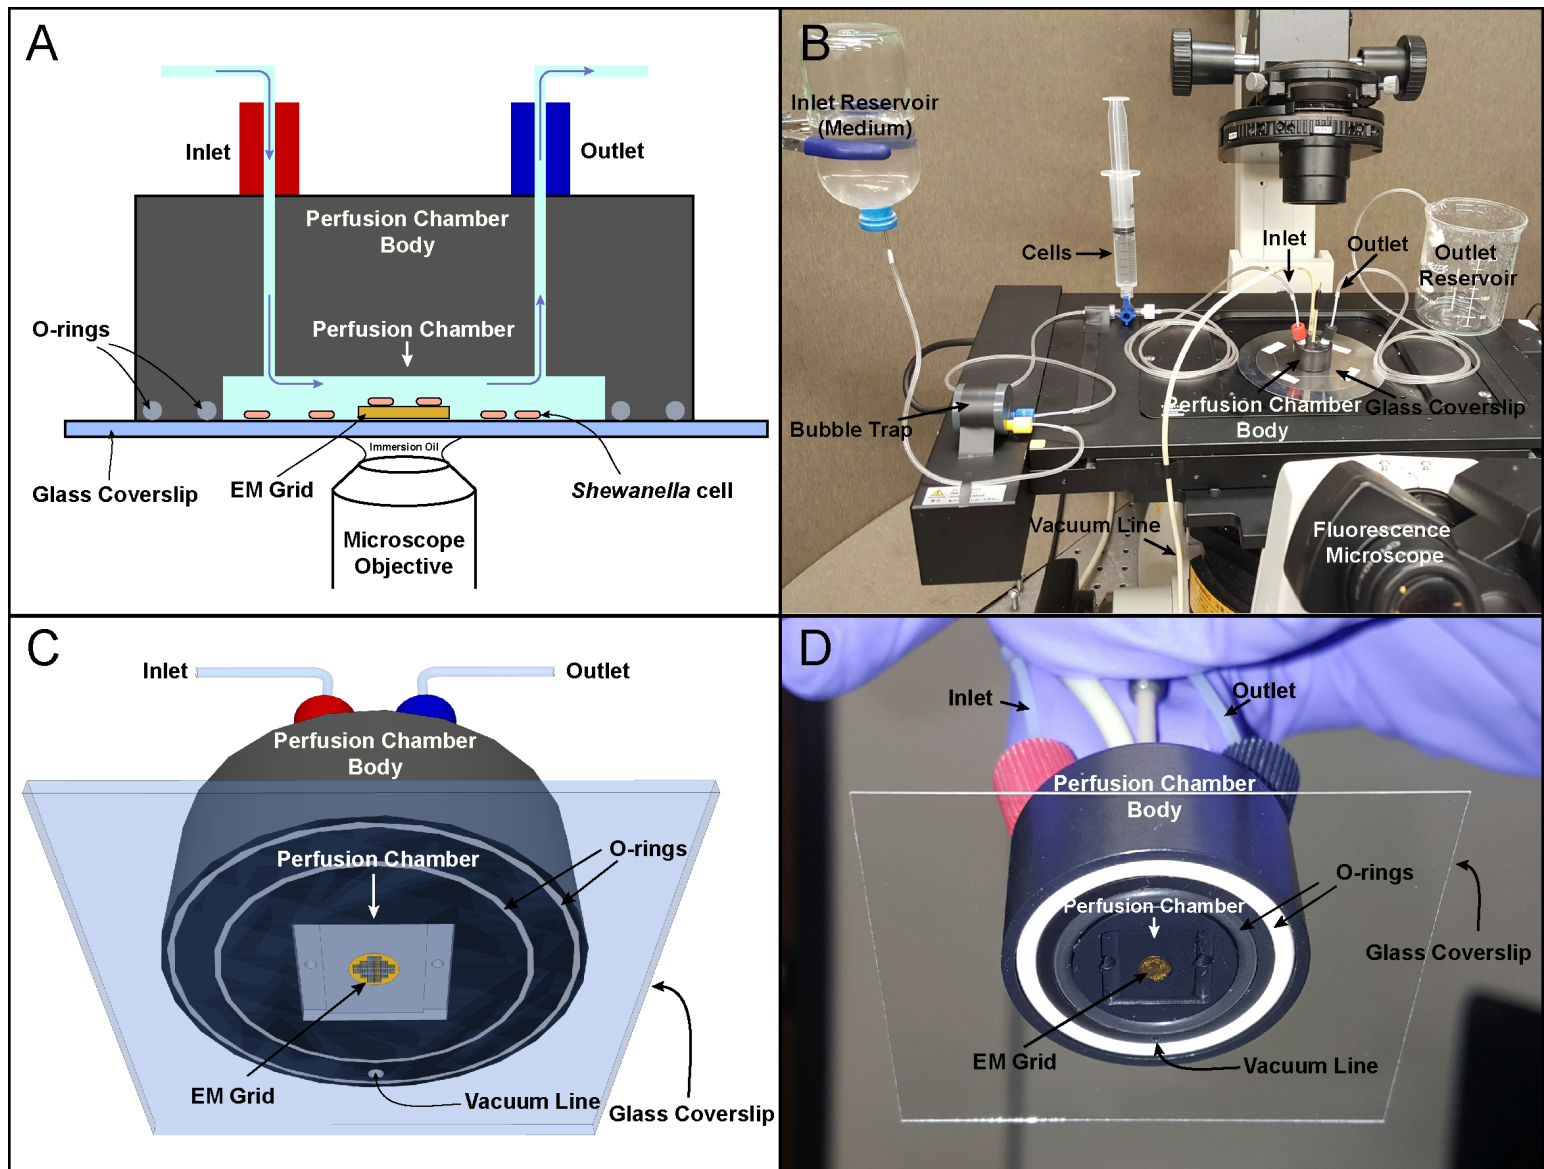 A
Inlet
Outlet
Perfusion Chamber
Body
O-rings
Perfusion Chamber
Immersion Oil
Glass Coverslip
EM Grid
Shewanella cell
Microscope
Objective
B
Inlet Reservoir
(Medium)
Cells
Inlet
Outlet
Outlet
Reservoir
Bubble Trap
Perfusion Chamber
Body
Glass Coverslip
Vacuum Line
Fluorescence
Microscope
C
Inlet
Outlet
Perfusion Chamber
Body
Perfusion Chamber
O-rings
EM Grid
Vacuum Line
Glass Coverslip
D
Inlet
Outlet
Perfusion Chamber
Body
O-rings
Perfusion Chamber
Glass Coverslip
EM Grid
Vacuum Line